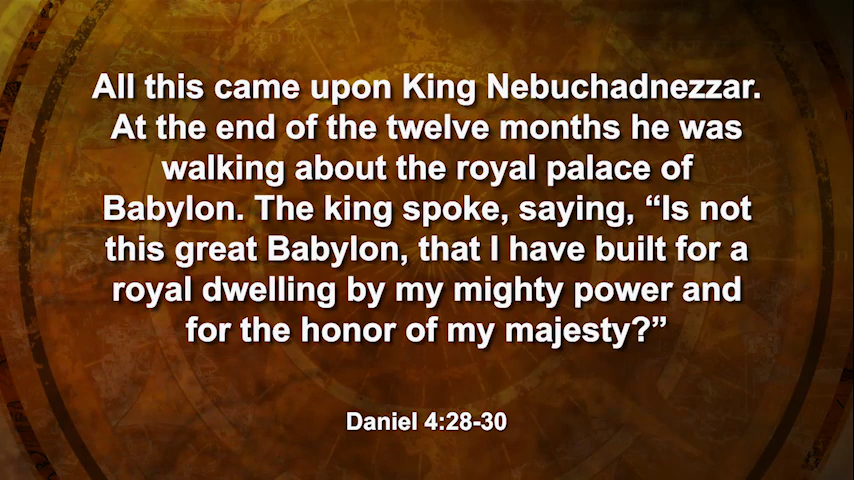 All this came upon King Nebuchadnezzar.
At the end of the twelve months he was
walking about the royal palace of
Babylon. The king spoke, saying, “Is not
this great Babylon, that I have built for a
royal dwelling by my mighty power and
for the honor of my majesty?”
Daniel 4:28-30